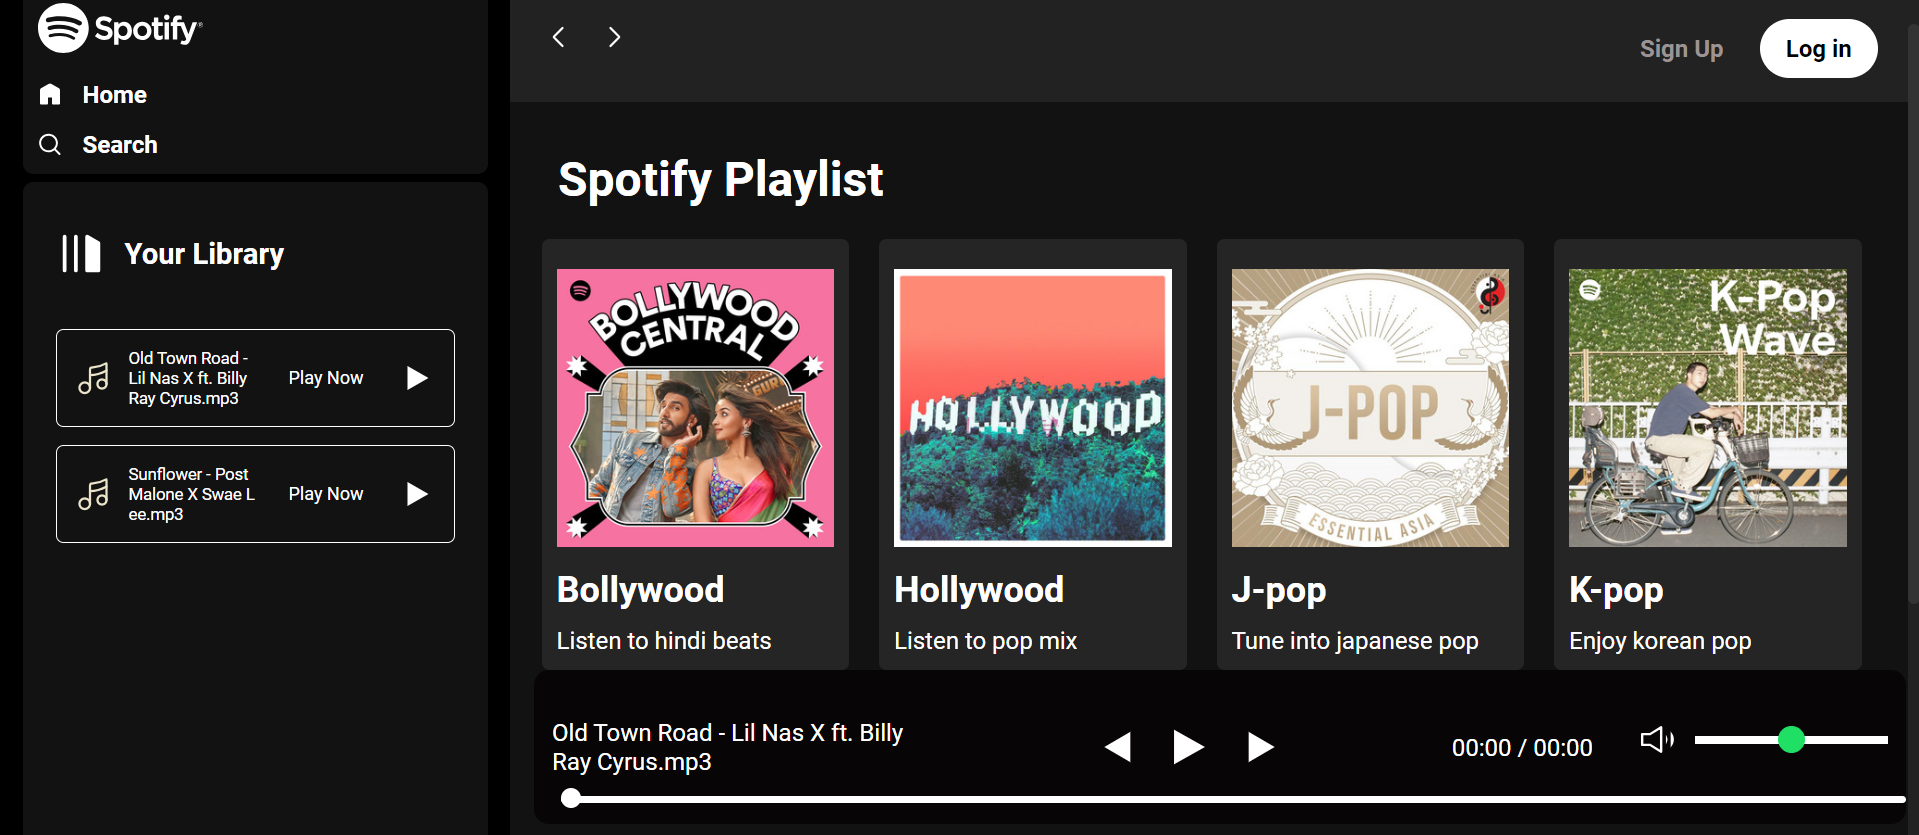 Spotify
Home
Search
Your Library
Old Town Road -
Lil Nas X ft. Billy
Ray Cyrus.mp3
Play Now
Sunflower - Post
Malone X Swae L
ee.mp3
Play Now
Sign Up
Log in
Spotify Playlist
BOLLYWOOD
CENTRAL
GURU
Bollywood
Listen to hindi beats
HOLLYWOOD
Hollywood
Listen to pop mix
J-POP
ESSENTIAL ASIA
J-pop
Tune into japanese pop
K-Pop
Wave
K-pop
Enjoy korean pop
Old Town Road - Lil Nas X ft. Billy
Ray Cyrus.mp3
00:00 / 00:00